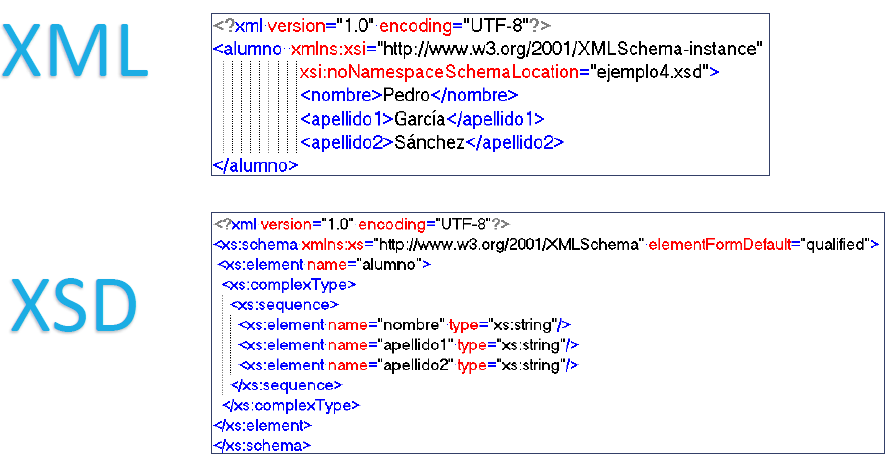 XML
<?xml version="1.0" encoding="UTF-8"?>
<alumno xmlns:xsi="http://www.w3.org/2001/XMLSchema-instance"
xsi:noNamespaceSchemaLocation="ejemplo4.xsd">
<nombre>Pedro</nombre>
<apellido1>García</apellido1>
<apellido2>Sánchez</apellido2>
</alumno>
XSD
<?xml version="1.0" encoding="UTF-8"?>
<xs:schema xmlns:xs="http://www.w3.org/2001/XMLSchema" elementFormDefault="qualified">
<xs:element name="alumno">
<xs:complexType>
<xs:sequence>
<xs:element name="nombre" type="xs:string"/>
<xs:element name="apellido1" type="xs:string"/>
<xs:element name="apellido2" type="xs:string"/>
</xs:sequence>
</xs:complexType>
</xs:element>
</xs:schema>